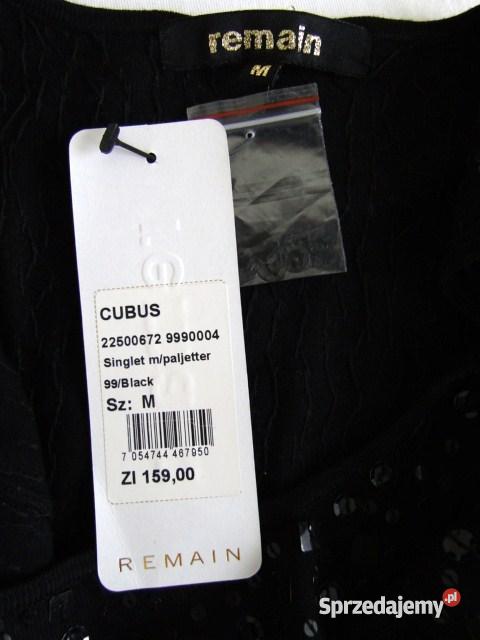 remain
M
CUBUS
22500672 9990004
Singlet m/paljetter
99/Black
Sz: M
7 054744 467950
Zl 159,00
REMAIN
Sprzedajemy.pl